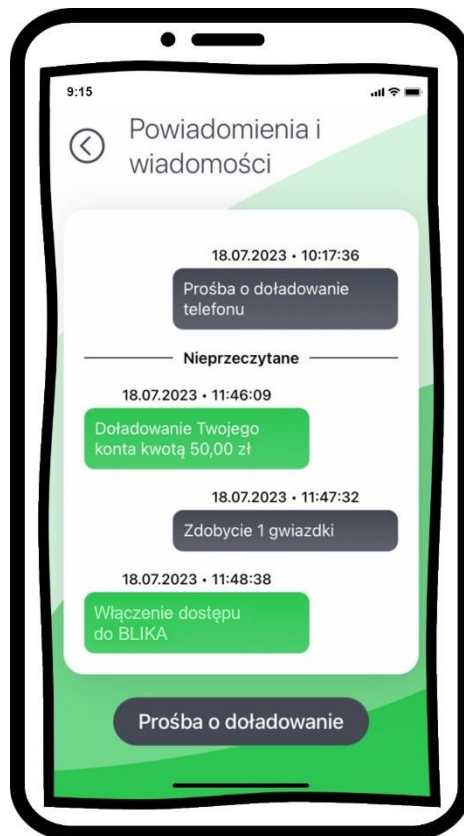 9:15
Powiadomienia i
wiadomości
18.07.2023 • 10:17:36
Prośba o doładowanie
telefonu
Nieprzeczytane
18.07.2023 • 11:46:09
Doładowanie Twojego
konta kwotą 50,00 zł
18.07.2023 • 11:47:32
Zdobycie 1 gwiazdki
18.07.2023 • 11:48:38
Włączenie dostępu
do BLIKA
Prośba o doładowanie